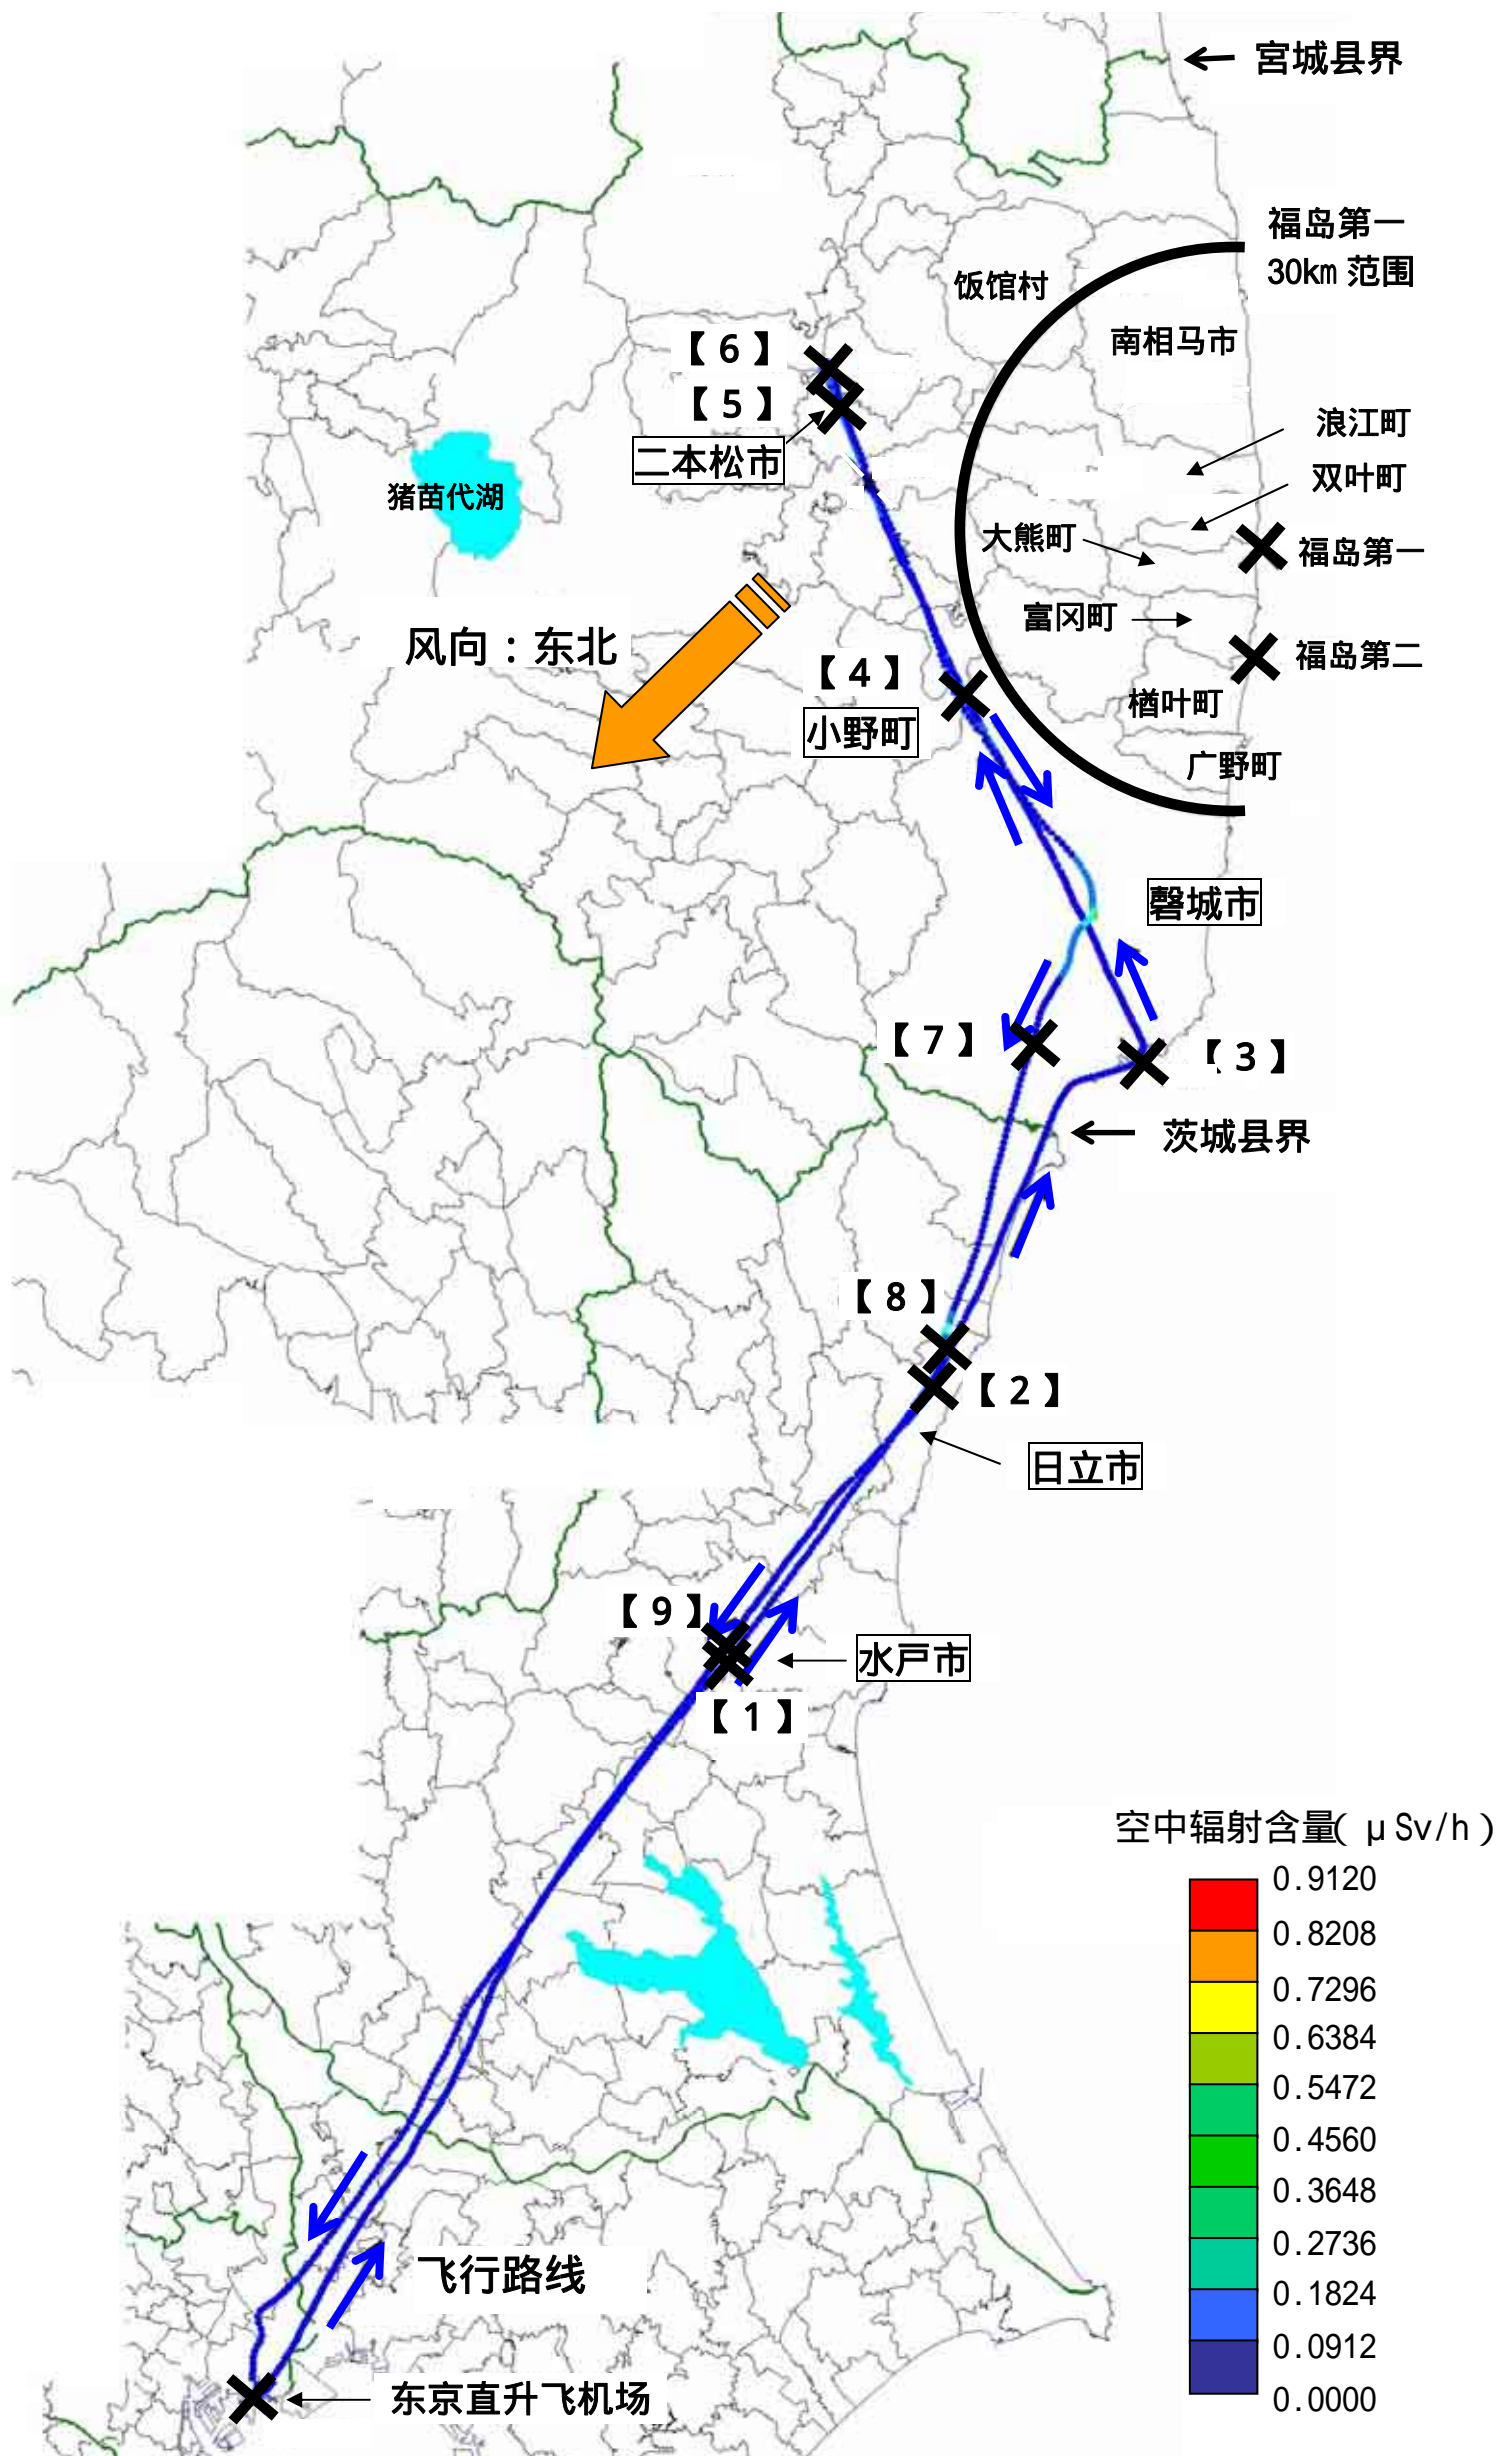 宫城县界
福岛第一
30km 范围
饭馆村
南相马市
【 6 】
【 5 】
二本松市
浪江町
双叶町
猪苗代湖
大熊町
福岛第一
富冈町
风向：东北
福岛第二
【 4 】
楢叶町
小野町
广野町
磬城市
【 7 】
【 3 】
茨城县界
【 8 】
【 2 】
日立市
【 9 】
水户市
【 1 】
空中辐射含量( μSv/h )
0.9120
0.8208
0.7296
0.6384
0.5472
0.4560
0.3648
0.2736
0.1824
0.0912
0.0000
飞行路线
东京直升飞机场